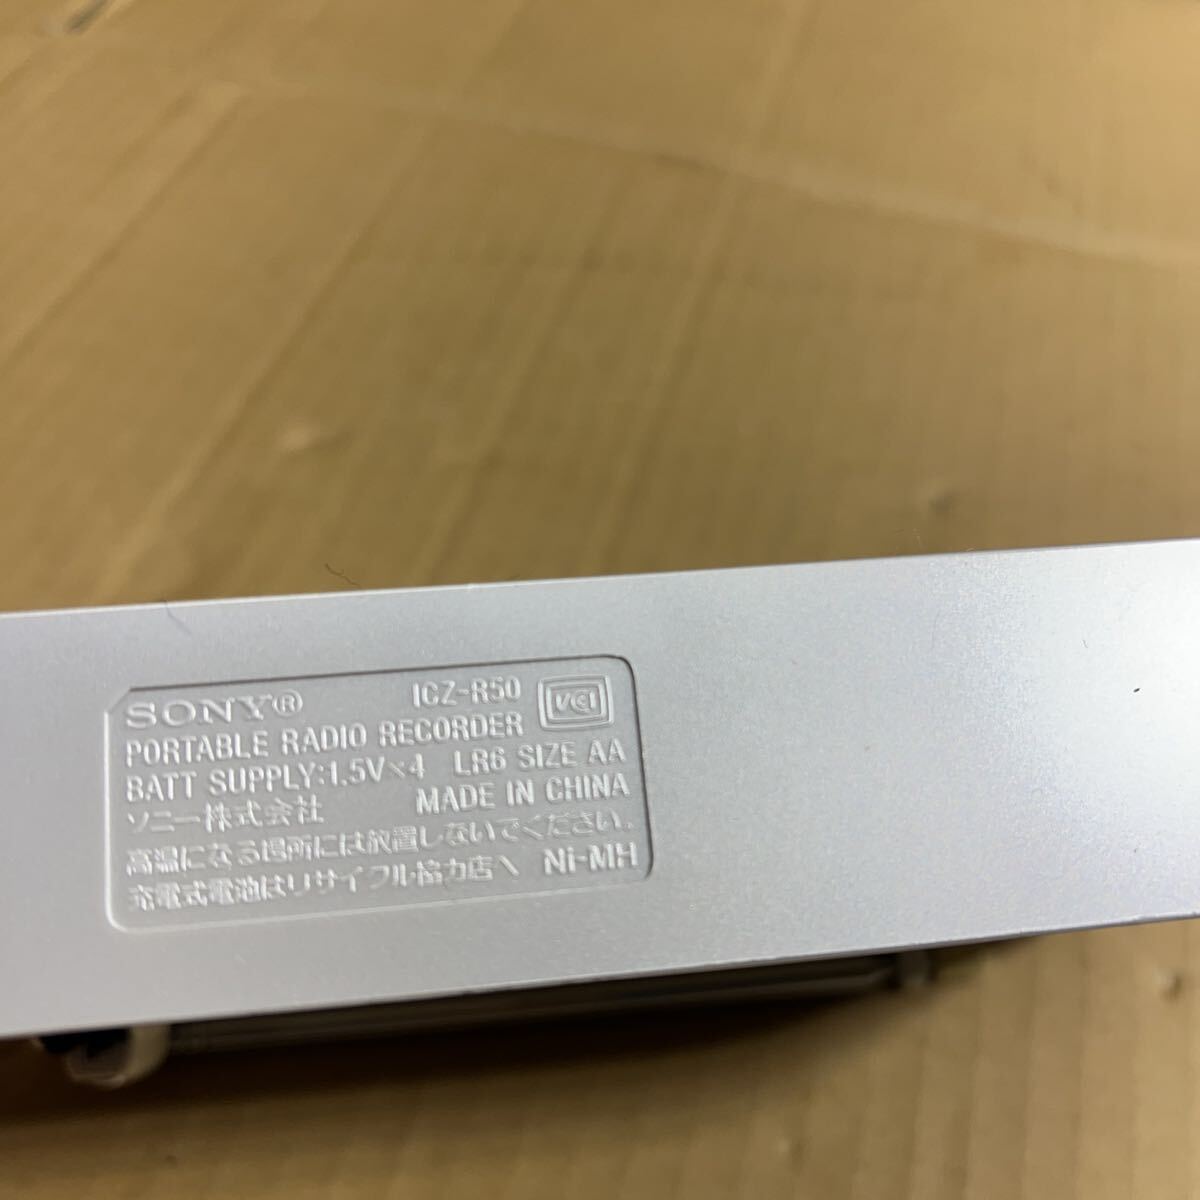 SONY® ICZ-R50 VCI
PORTABLE RADIO RECORDER
BATT SUPPLY:1.5V×4 LR6 SIZE AA
ソニー株式会社 MADE IN CHINA
高温になる場所には放置しないでください。
充電式電池はリサイクル協力店へ Ni-MH